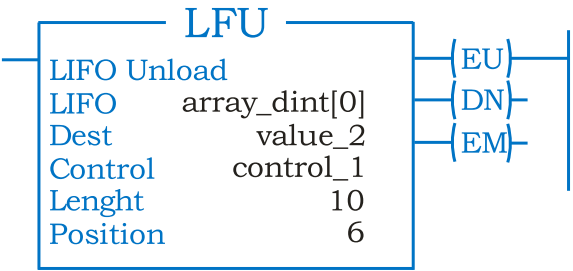 LFU
LIFO Unload
LIFO array_dint[0]
Dest value_2
Control control_1
Lenght 10
Position 6
(EU)
(DN)
(EM)